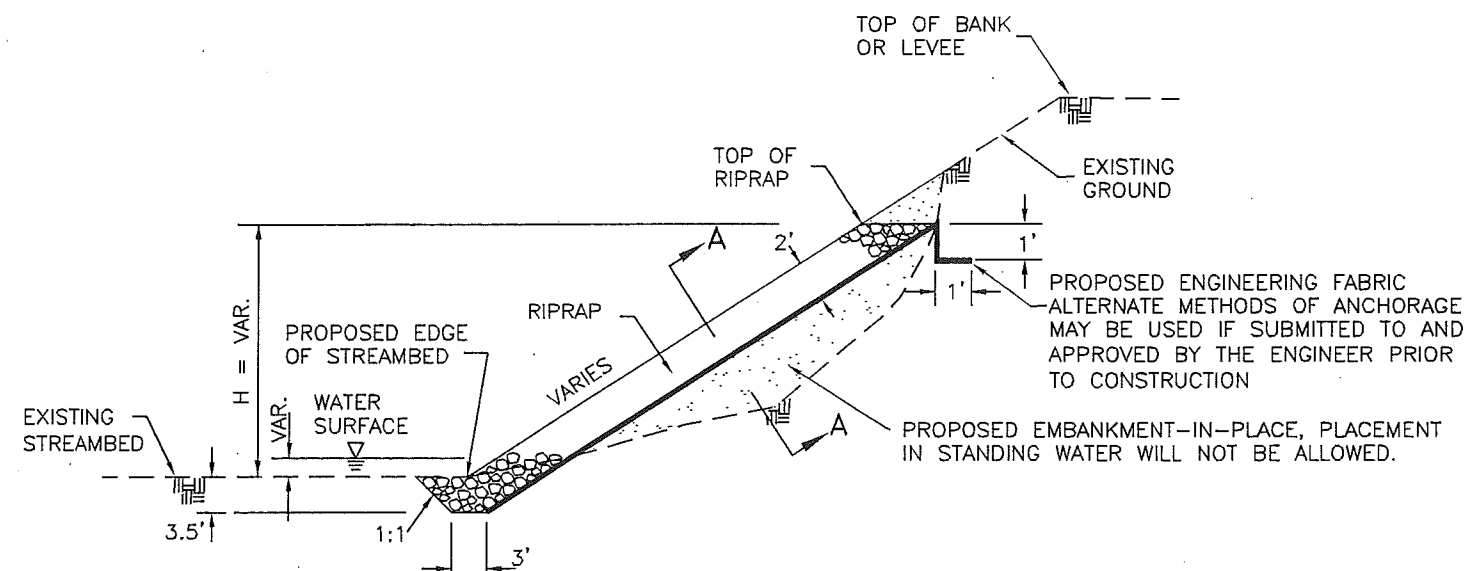 TOP OF BANK
OR LEVEE
TOP OF
RIPRAP
EXISTING
GROUND
A
2'
1'
1'
H = VAR.
RIPRAP
PROPOSED EDGE
OF STREAMBED
VARIES
PROPOSED ENGINEERING FABRIC
ALTERNATE METHODS OF ANCHORAGE
MAY BE USED IF SUBMITTED TO AND
APPROVED BY THE ENGINEER PRIOR
TO CONSTRUCTION
EXISTING
STREAMBED
VAR.
WATER
SURFACE
A
PROPOSED EMBANKMENT-IN-PLACE, PLACEMENT
IN STANDING WATER WILL NOT BE ALLOWED.
3.5'
1:1
3'